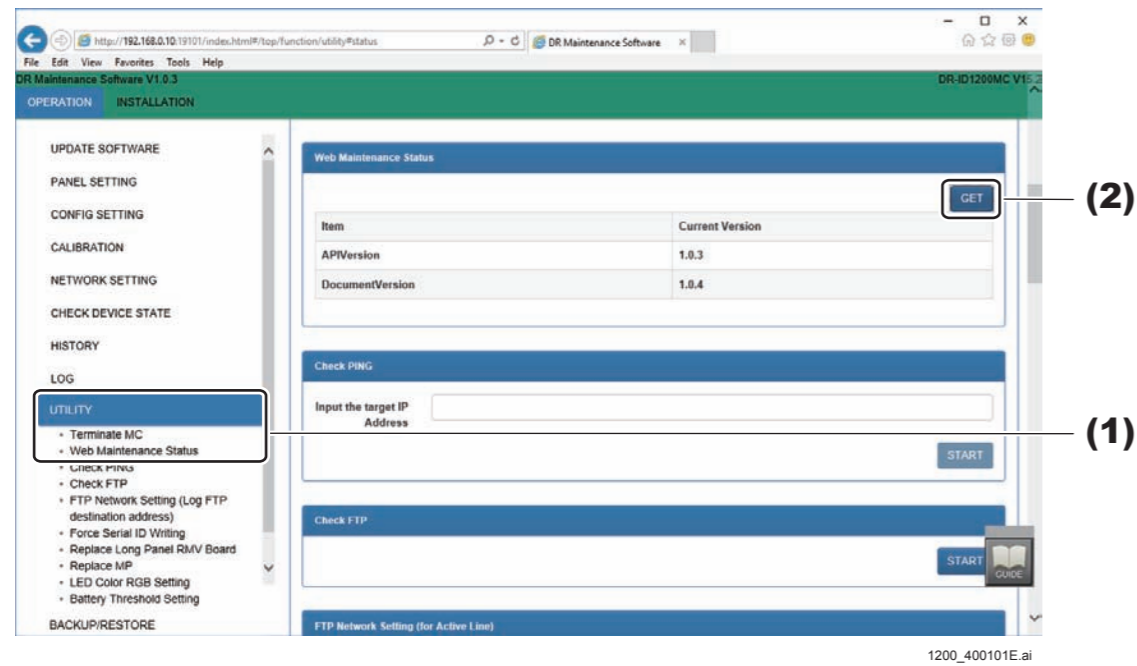 http://192.168.0.10:19101/index.html#/top/function/utility#status
DR Maintenance Software
File Edit View Favorites Tools Help
DR Maintenance Software V1.0.3
DR-ID1200MC V15.2
OPERATION INSTALLATION
UPDATE SOFTWARE
PANEL SETTING
CONFIG SETTING
CALIBRATION
NETWORK SETTING
CHECK DEVICE STATE
HISTORY
LOG
UTILITY
• Terminate MC
• Web Maintenance Status
• Check PING
• Check FTP
• FTP Network Setting (Log FTP
destination address)
• Force Serial ID Writing
• Replace Long Panel RMV Board
• Replace MP
• LED Color RGB Setting
• Battery Threshold Setting
BACKUP/RESTORE
Web Maintenance Status
GET
Item Current Version
APIVersion 1.0.3
DocumentVersion 1.0.4
Check PING
Input the target IP
Address
START
Check FTP
START
GUIDE
FTP Network Setting (for Active Line)
(2)
(1)
1200_400101E.ai